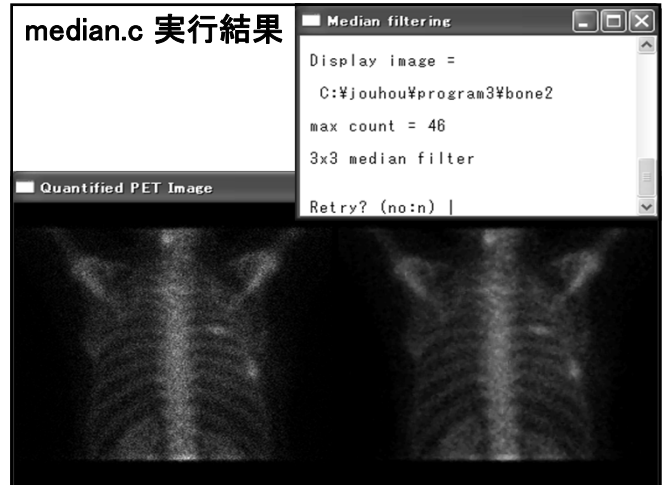 median.c 実行結果
Median filtering
Display image =
C:¥jouhou¥program3¥bone2
max count = 46
3x3 median filter
Retry? (no:n)
Quantified PET Image